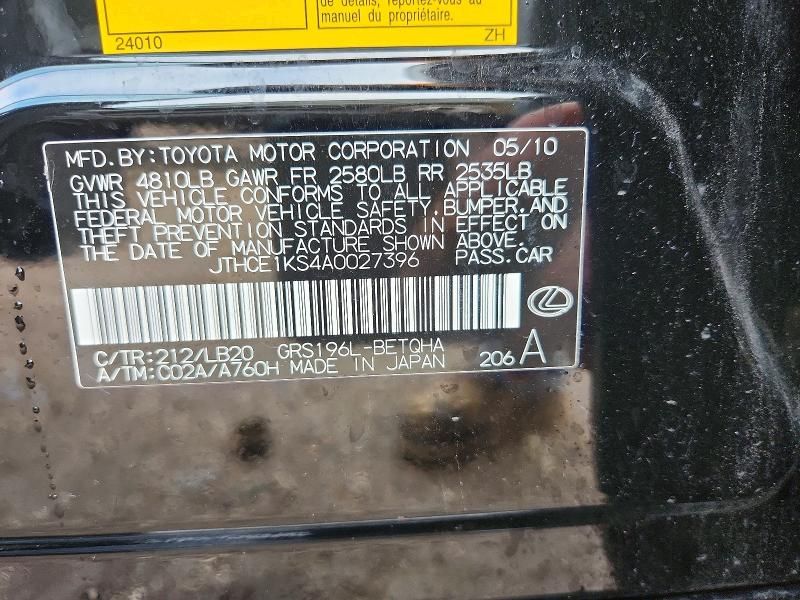 de détails, reportez-vous au
manuel du propriétaire.
24010 ZH
MFD. BY: TOYOTA MOTOR CORPORATION 05/10
GVWR 4810LB GAWR FR 2580LB RR 2535LB
THIS VEHICLE CONFORMS TO ALL APPLICABLE
FEDERAL MOTOR VEHICLE SAFETY, BUMPER, AND
THEFT PREVENTION STANDARDS IN EFFECT ON
THE DATE OF MANUFACTURE SHOWN ABOVE.
JTHCE1KS4A0027396 PASS. CAR
C/TR: 212/LB20 GRS196L-BETQHA
A/TM: C02A/A760H MADE IN JAPAN 206 A